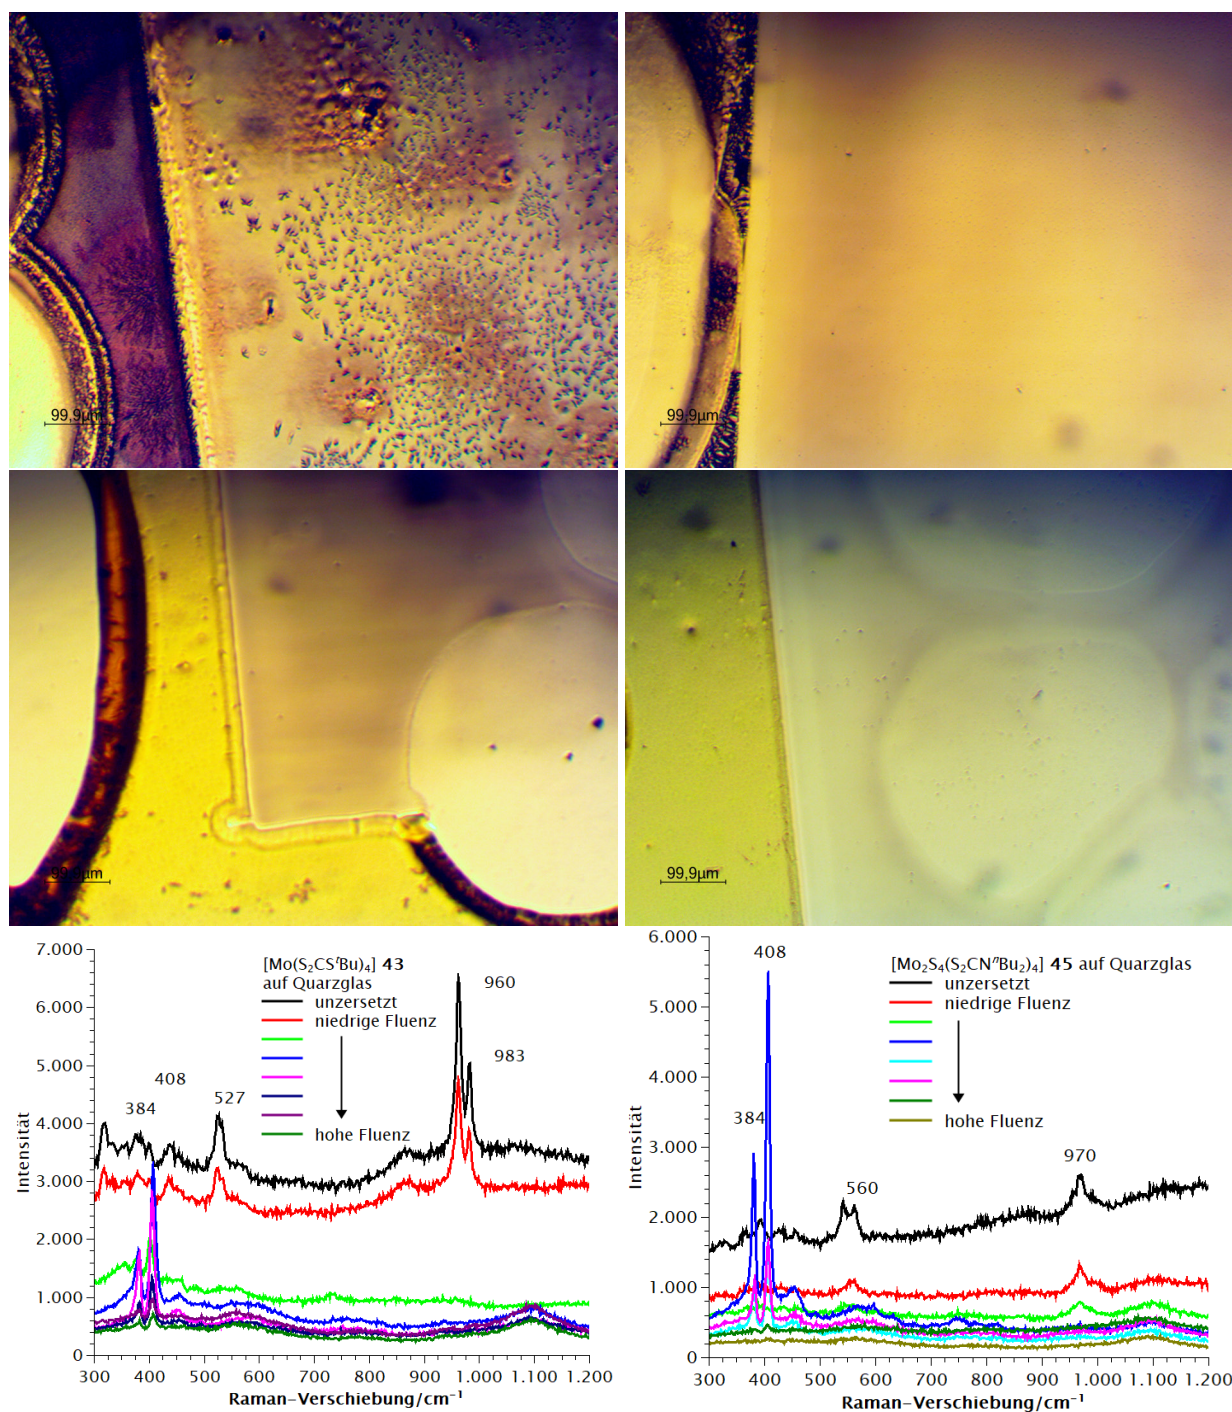 99,9µm
99,9µm
99,9µm
99,9µm
7.000
6.000
5.000
4.000
3.000
2.000
1.000
0
Intensität
[Mo(S₂CSᵗBu)₄] 43
auf Quarzglas
unzersetzt
niedrige Fluenz
hohe Fluenz
960
983
408
384
527
300 400 500 600 700 800 900 1.000 1.100 1.200
Raman-Verschiebung/cm⁻¹
6.000
5.000
4.000
3.000
2.000
1.000
0
Intensität
[Mo₂S₄(S₂CNⁿBu₂)₄] 45 auf Quarzglas
unzersetzt
niedrige Fluenz
hohe Fluenz
408
384
560
970
300 400 500 600 700 800 900 1.000 1.100 1.200
Raman-Verschiebung/cm⁻¹